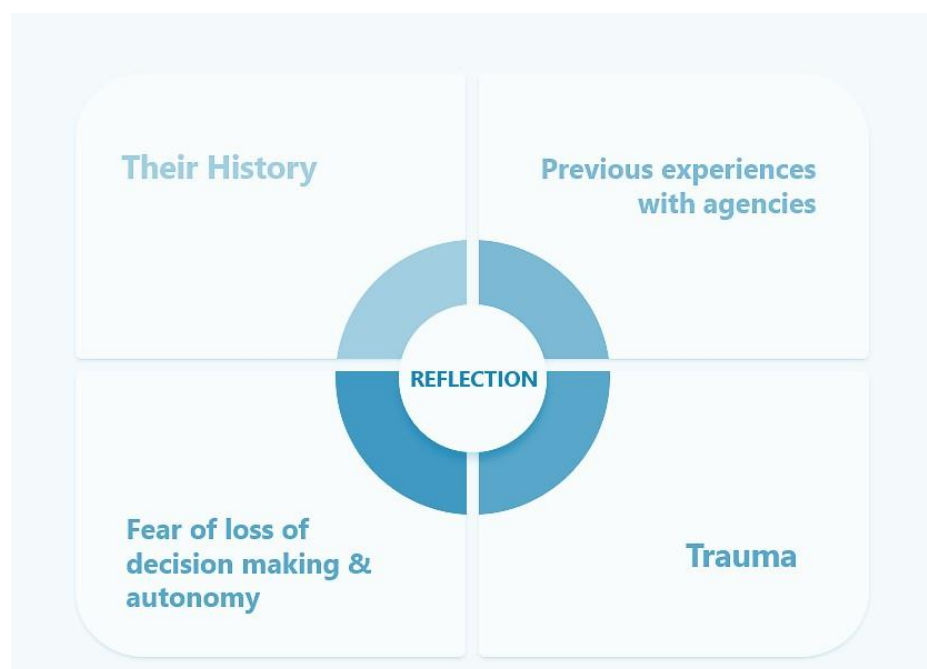 Their History
Previous experiences
with agencies
REFLECTION
Fear of loss of
decision making &
autonomy
Trauma